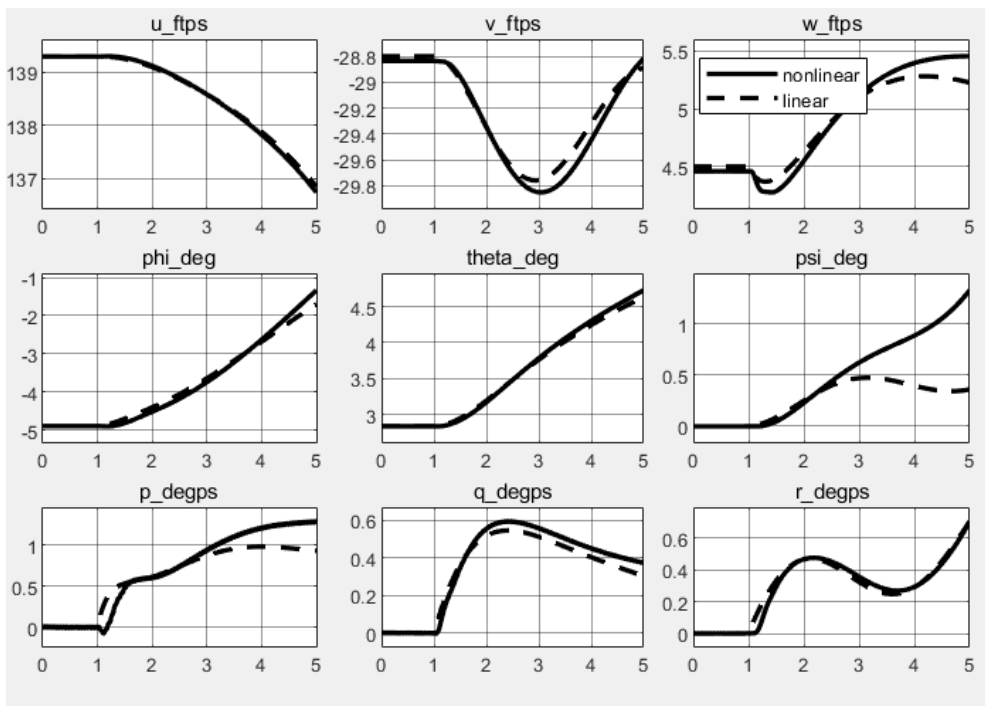 u_ftps v_ftps w_ftps
139
138
137
0 1 2 3 4 5
-28.8
-29
-29.2
-29.4
-29.6
-29.8
0 1 2 3 4 5
5.5
5
4.5
nonlinear
linear
0 1 2 3 4 5
phi_deg theta_deg psi_deg
-1
-2
-3
-4
-5
0 1 2 3 4 5
4.5
4
3.5
3
0 1 2 3 4 5
1
0.5
0
0 1 2 3 4 5
p_degps q_degps r_degps
1
0.5
0
0 1 2 3 4 5
0.6
0.4
0.2
0
0 1 2 3 4 5
0.6
0.4
0.2
0
0 1 2 3 4 5